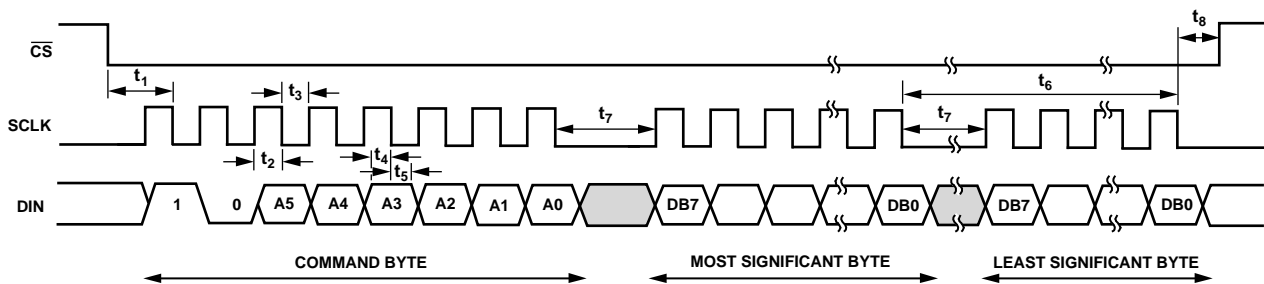 t8
CS
t1
t3
t6
t7
t7
SCLK
t2
t4
t5
DIN
1
0
A5
A4
A3
A2
A1
A0
DB7
DB0
DB7
DB0
COMMAND BYTE
MOST SIGNIFICANT BYTE
LEAST SIGNIFICANT BYTE